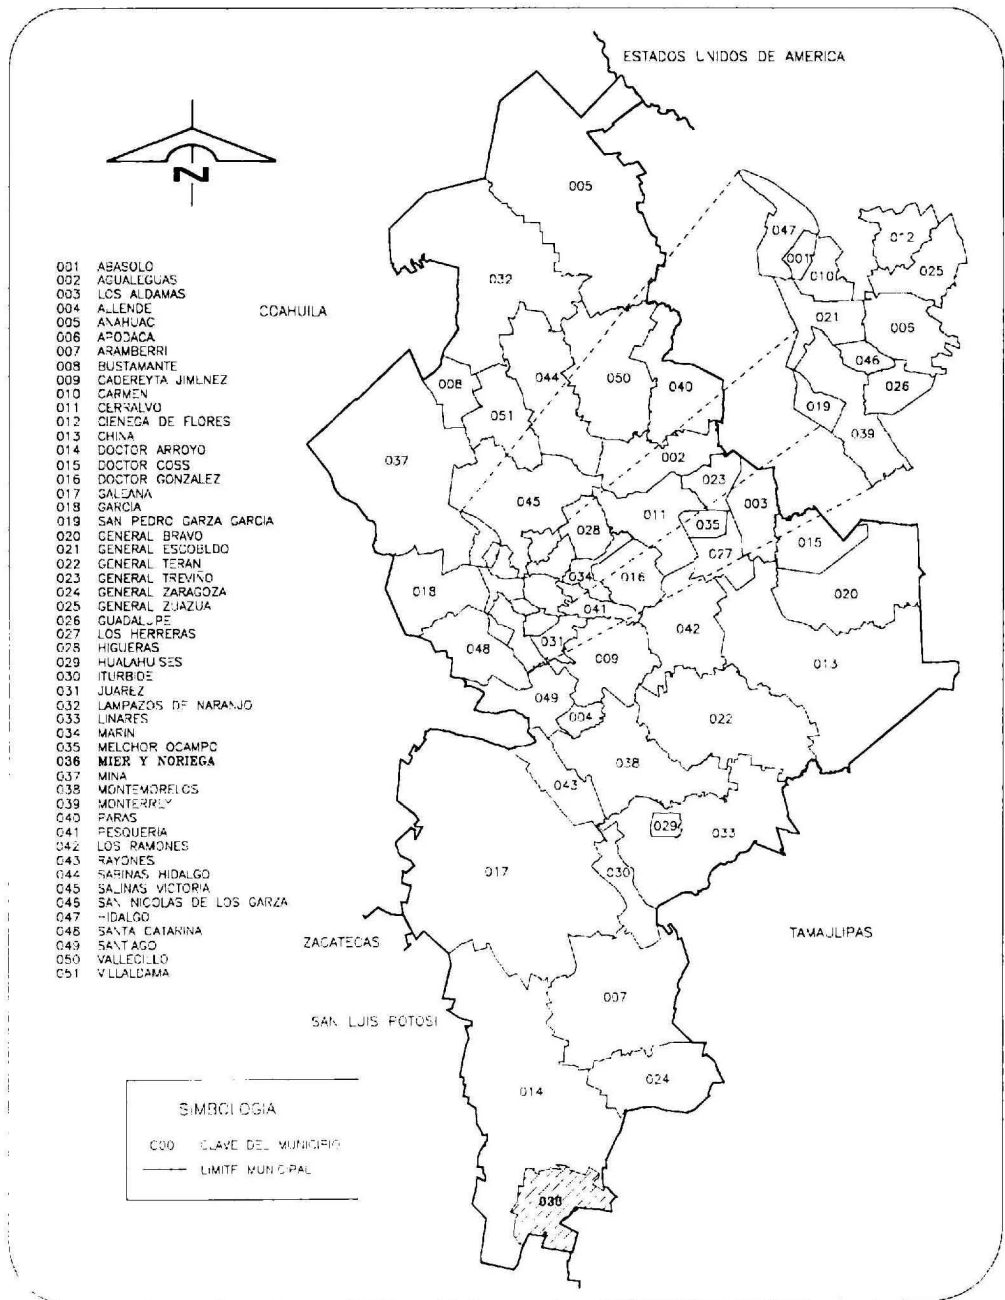 ESTADOS UNIDOS DE AMERICA
N
COAHUILA
001 ABASOLO
002 AGUALEGUAS
003 LOS ALDAMAS
004 ALLENDE
005 ANAHUAC
006 APODACA
007 ARAMBERRI
008 BUSTAMANTE
009 CADEREYTA JIMENEZ
010 CARMEN
011 CERRALVO
012 CIENEGA DE FLORES
013 CHINA
014 DOCTOR ARROYO
015 DOCTOR COSS
016 DOCTOR GONZALEZ
017 GALEANA
018 GARCIA
019 SAN PEDRO GARZA GARCIA
020 GENERAL BRAVO
021 GENERAL ESCOBEDO
022 GENERAL TERAN
023 GENERAL TREVIÑO
024 GENERAL ZARAGOZA
025 GENERAL ZUAZUA
026 GUADALUPE
027 LOS HERRERAS
028 HIGUERAS
029 HUALAHUISES
030 ITURBIDE
031 JUAREZ
032 LAMPAZOS DE NARANJO
033 LINARES
034 MARIN
035 MELCHOR OCAMPO
036 MIER Y NORIEGA
037 MINA
038 MONTEMORELOS
039 MONTERREY
040 PARAS
041 PESQUERIA
042 LOS RAMONES
043 RAYONES
044 SABINAS HIDALGO
045 SALINAS VICTORIA
046 SAN NICOLAS DE LOS GARZA
047 HIDALGO
048 SANTA CATARINA
049 SANTIAGO
050 VALLECILLO
051 VILLALDAMA
005
032
047
001
010
012
025
021
006
046
026
019
039
008
051
044
050
040
037
045
002
023
003
011
028
035
027
015
018
034
016
041
020
048
031
009
042
013
049
004
022
038
043
029
033
017
030
ZACATECAS
TAMAULIPAS
007
SAN LUIS POTOSI
014
024
036
SIMBOLOGIA
000 CLAVE DEL MUNICIPIO
LIMITE MUNICIPAL